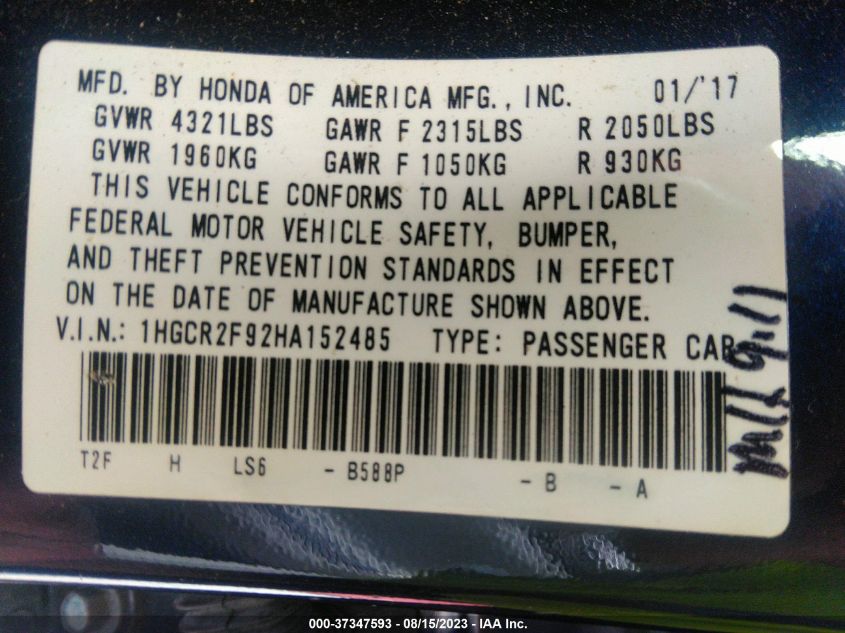 MFD. BY HONDA OF AMERICA MFG., INC. 01/'17
GVWR 4321LBS GAWR F 2315LBS R 2050LBS
GVWR 1960KG GAWR F 1050KG R 930KG
THIS VEHICLE CONFORMS TO ALL APPLICABLE
FEDERAL MOTOR VEHICLE SAFETY, BUMPER,
AND THEFT PREVENTION STANDARDS IN EFFECT
ON THE DATE OF MANUFACTURE SHOWN ABOVE.
V.I.N.: 1HGCR2F92HA152485 TYPE: PASSENGER CAR
T2F H LS6 - B588P - B - A
000-37347593 - 08/15/2023 - IAA Inc.